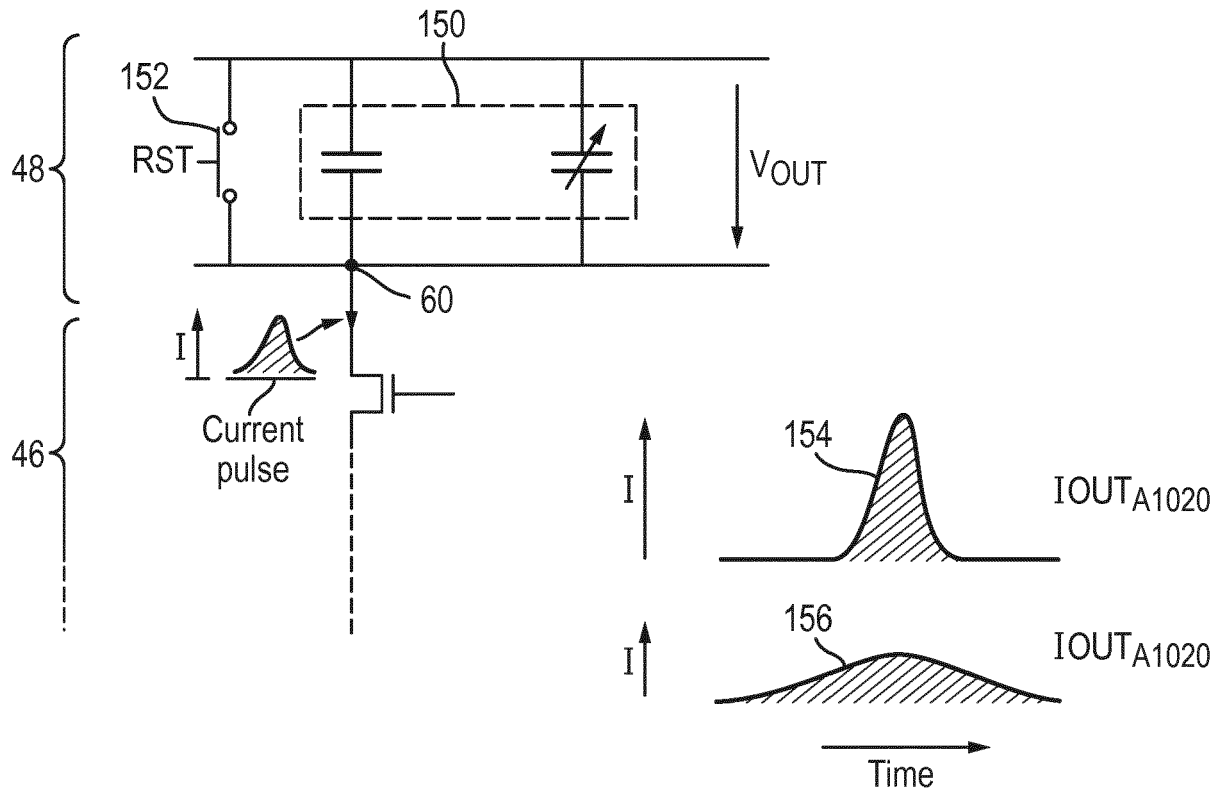 150
152
RST
48
VOUT
60
I
Current
pulse
46
154
I
IOUTA1020
156
I
IOUTA1020
Time